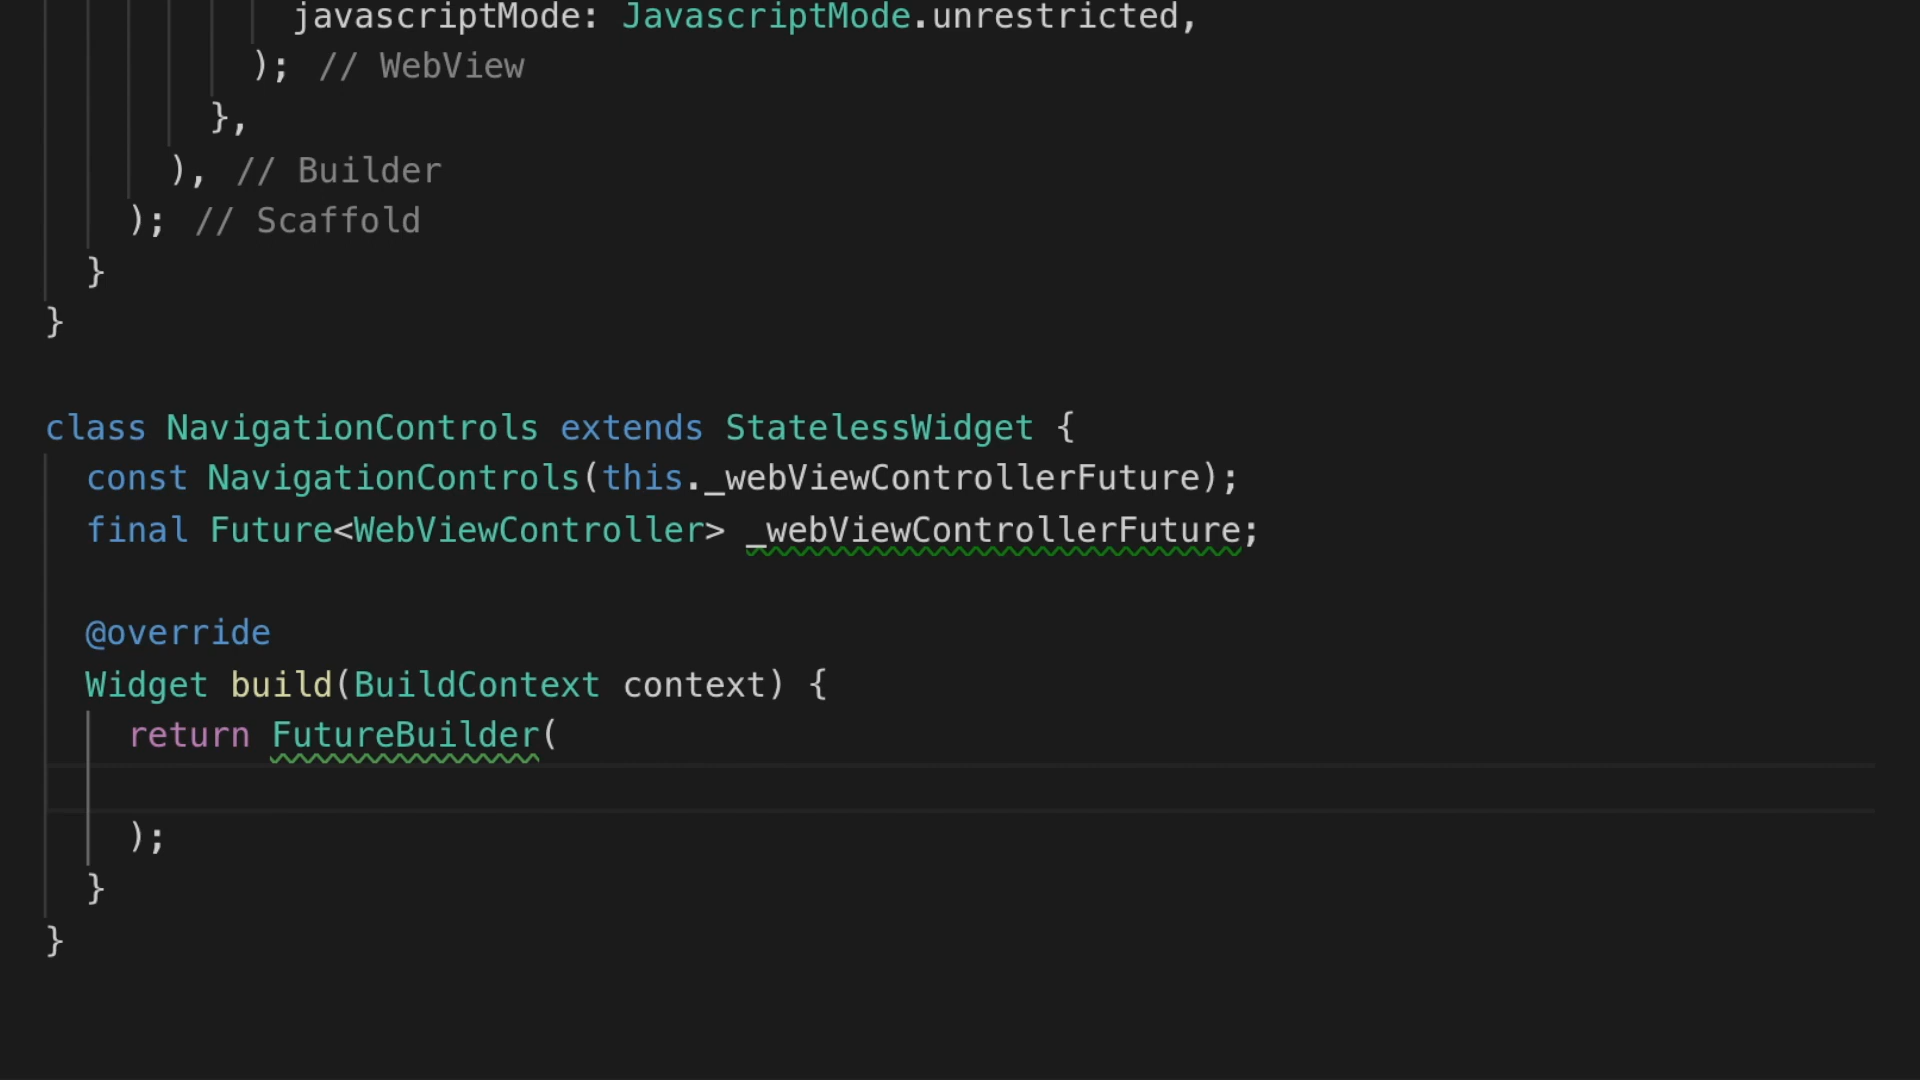 javascriptMode: JavascriptMode.unrestricted,
); // WebView
},
), // Builder
); // Scaffold
}
}
class NavigationControls extends StatelessWidget {
const NavigationControls(this._webViewControllerFuture);
final Future<WebViewController> _webViewControllerFuture;
@override
Widget build(BuildContext context) {
return FutureBuilder(
);
}
}